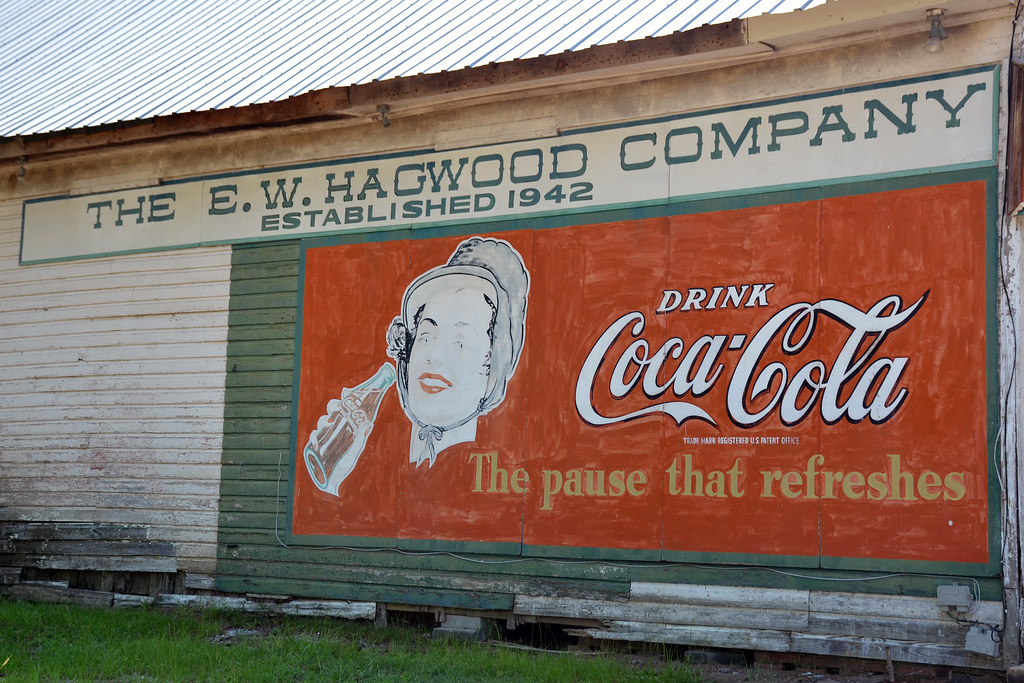 THE E. W. HAGWOOD COMPANY
ESTABLISHED 1942
DRINK
Coca-Cola
TRADE MARK REGISTERED U.S. PATENT OFFICE
The pause that refreshes